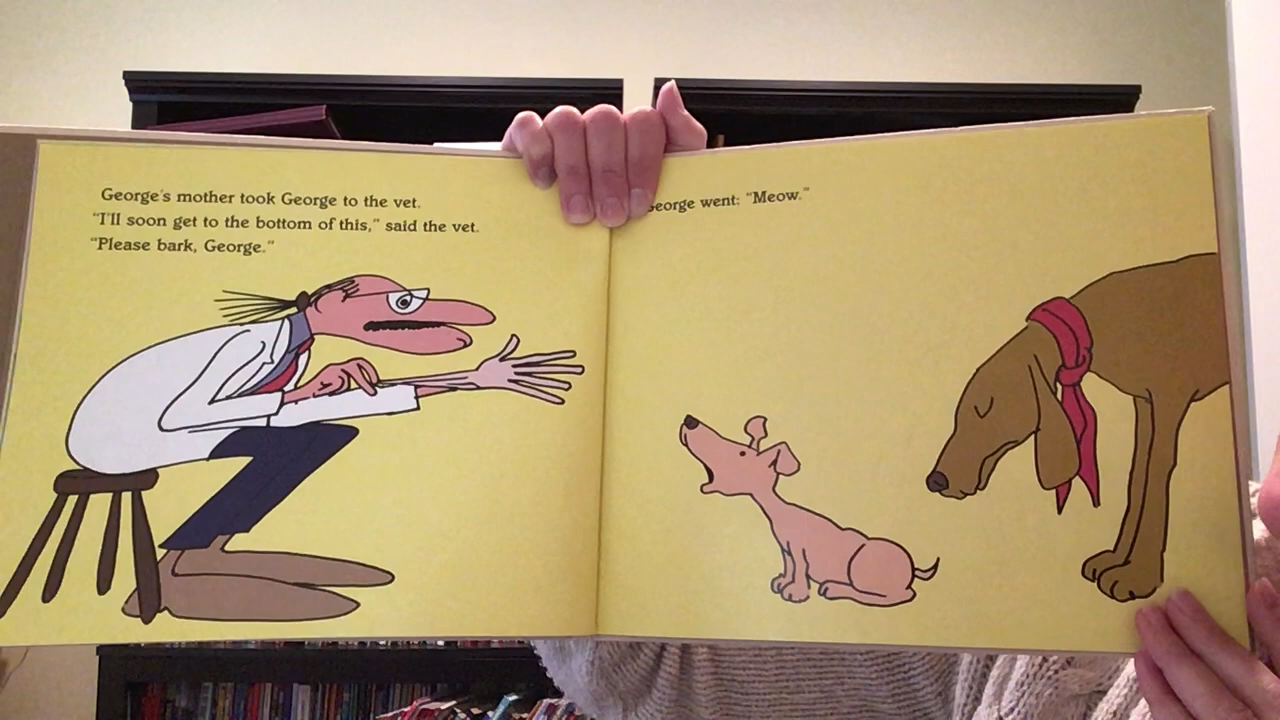 George's mother took George to the vet.
"I'll soon get to the bottom of this," said the vet.
"Please bark, George."
George went: "Meow."